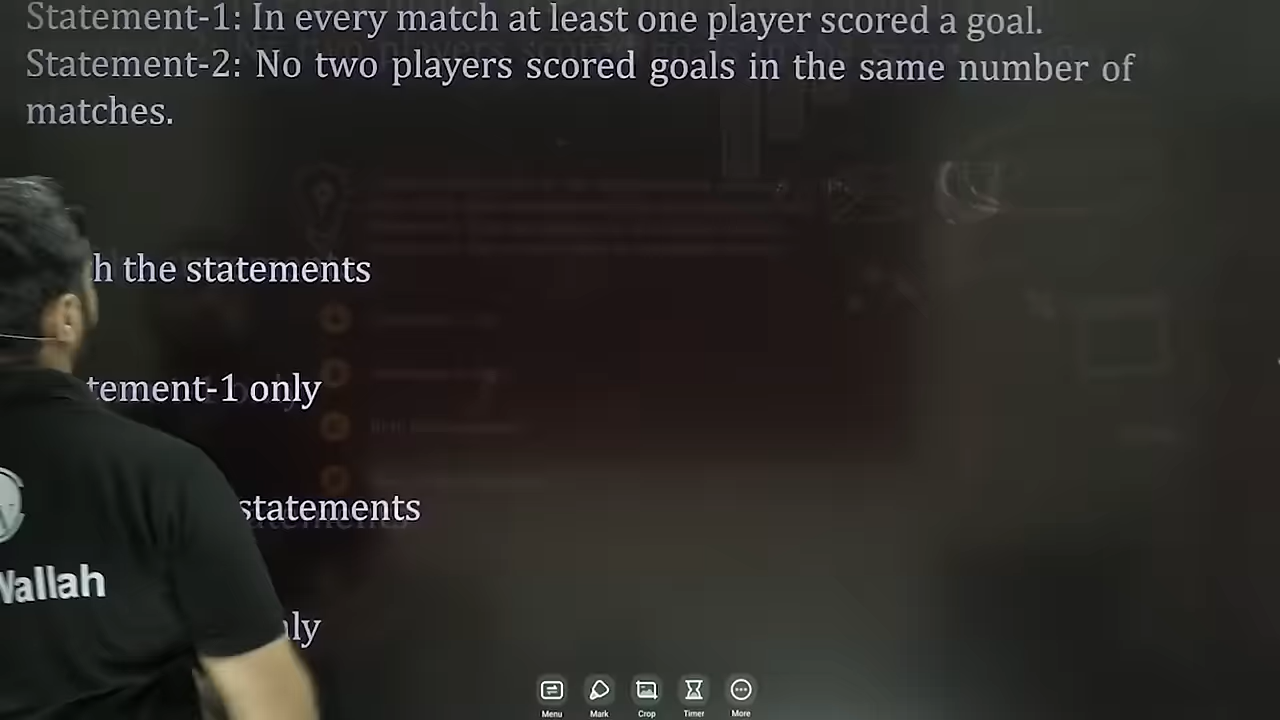 Statement-1: In every match at least one player scored a goal.
Statement-2: No two players scored goals in the same number of
matches.
h the statements
tement-1 only
statements
Wallah
ly
Menu Mark Crop Timer More